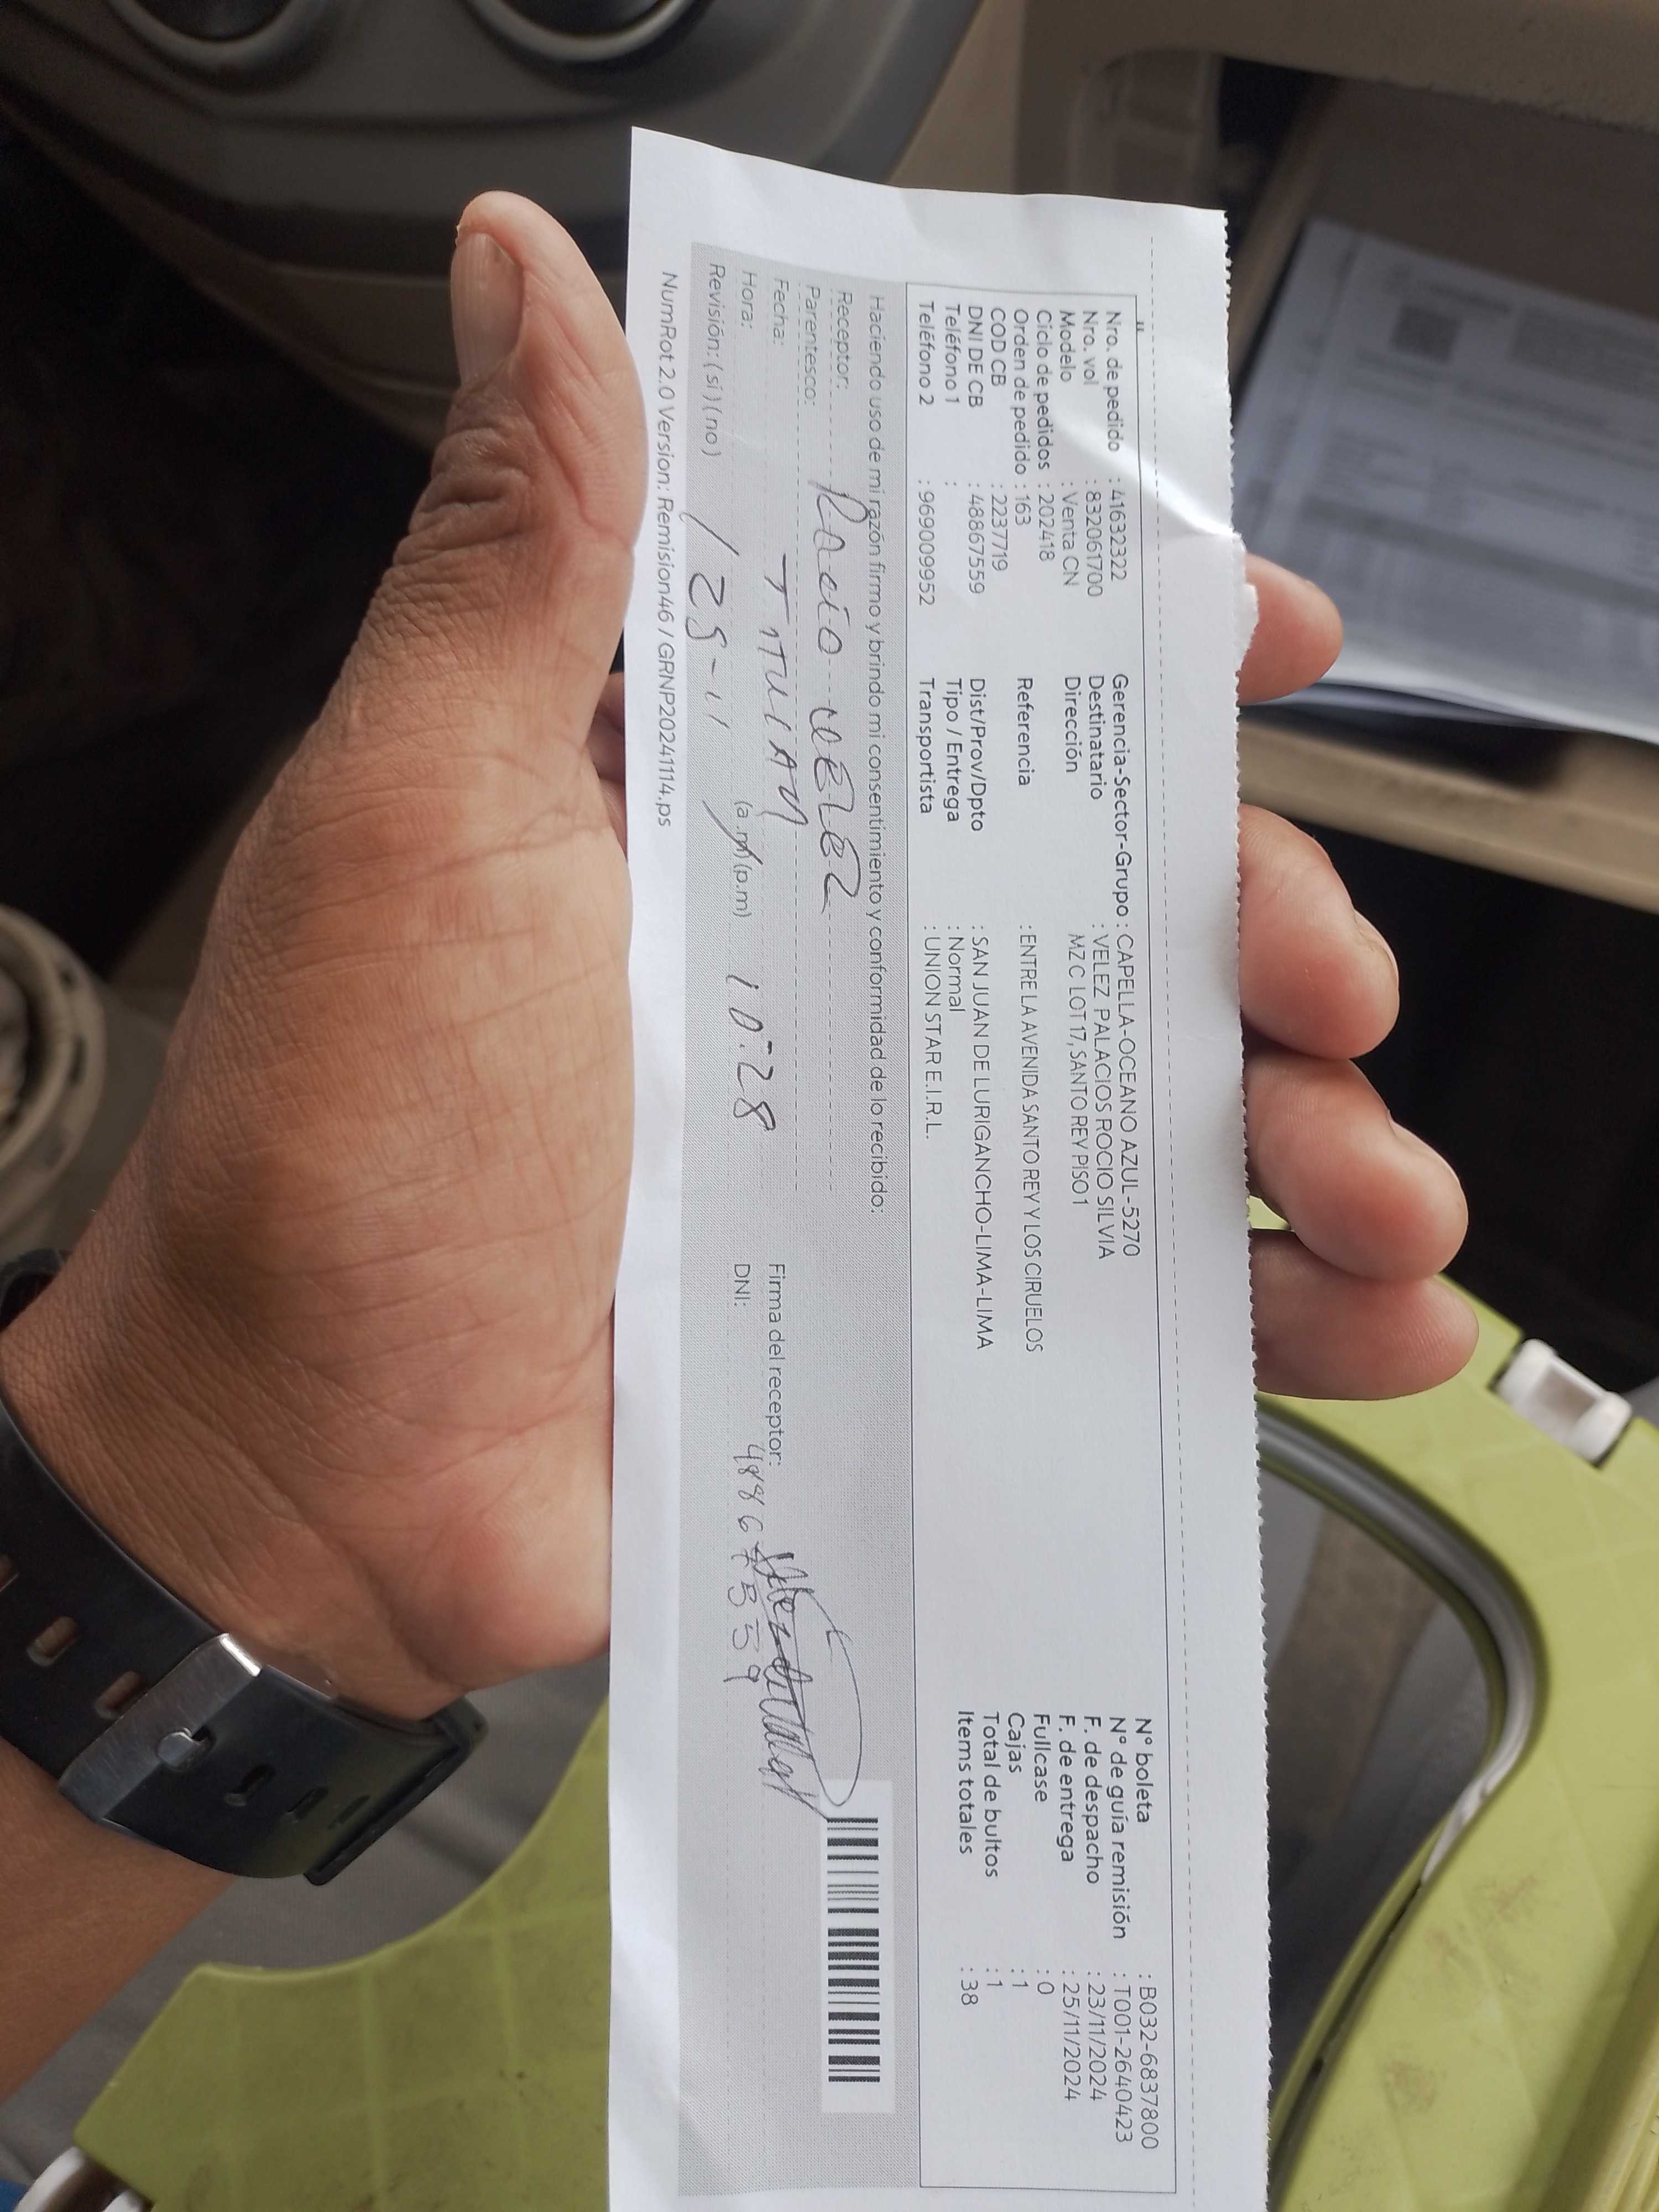 Nro. de pedido : 41632322
Nro. vol : 832061700
Modelo : Venta CN
Ciclo de pedidos : 202418
Orden de pedido : 163
COD CB : 2237719
DNI DE CB : 48867559
Teléfono 1 :
Teléfono 2 : 969009952
Gerencia-Sector-Grupo : CAPELLA-OCEANO AZUL-5270
Destinatario : VELEZ PALACIOS ROCIO SILVIA
Dirección MZ C LOT 17, SANTO REY PISO 1
Referencia : ENTRE LA AVENIDA SANTO REY Y LOS CIRUELOS
Dist/Prov/Dpto : SAN JUAN DE LURIGANCHO-LIMA-LIMA
Tipo / Entrega : Normal
Transportista : UNION STAR E.I.R.L.
N° boleta : B032-6837800
N° de guía remisión : T001-2640423
F. de despacho : 23/11/2024
F. de entrega : 25/11/2024
Fullcase : 0
Cajas : 1
Total de bultos : 1
Items totales : 38
Haciendo uso de mi razón firmo y brindo mi consentimiento y conformidad de lo recibido:
Receptor:
Parentesco:
Fecha: 25-11
Hora: (a.m) (p.m) 10:28
Revisión: (si) (no)
Firma del receptor:
DNI: 48867559
NumRot 2.0 Version: Remision46 / GRNP20241114.ps